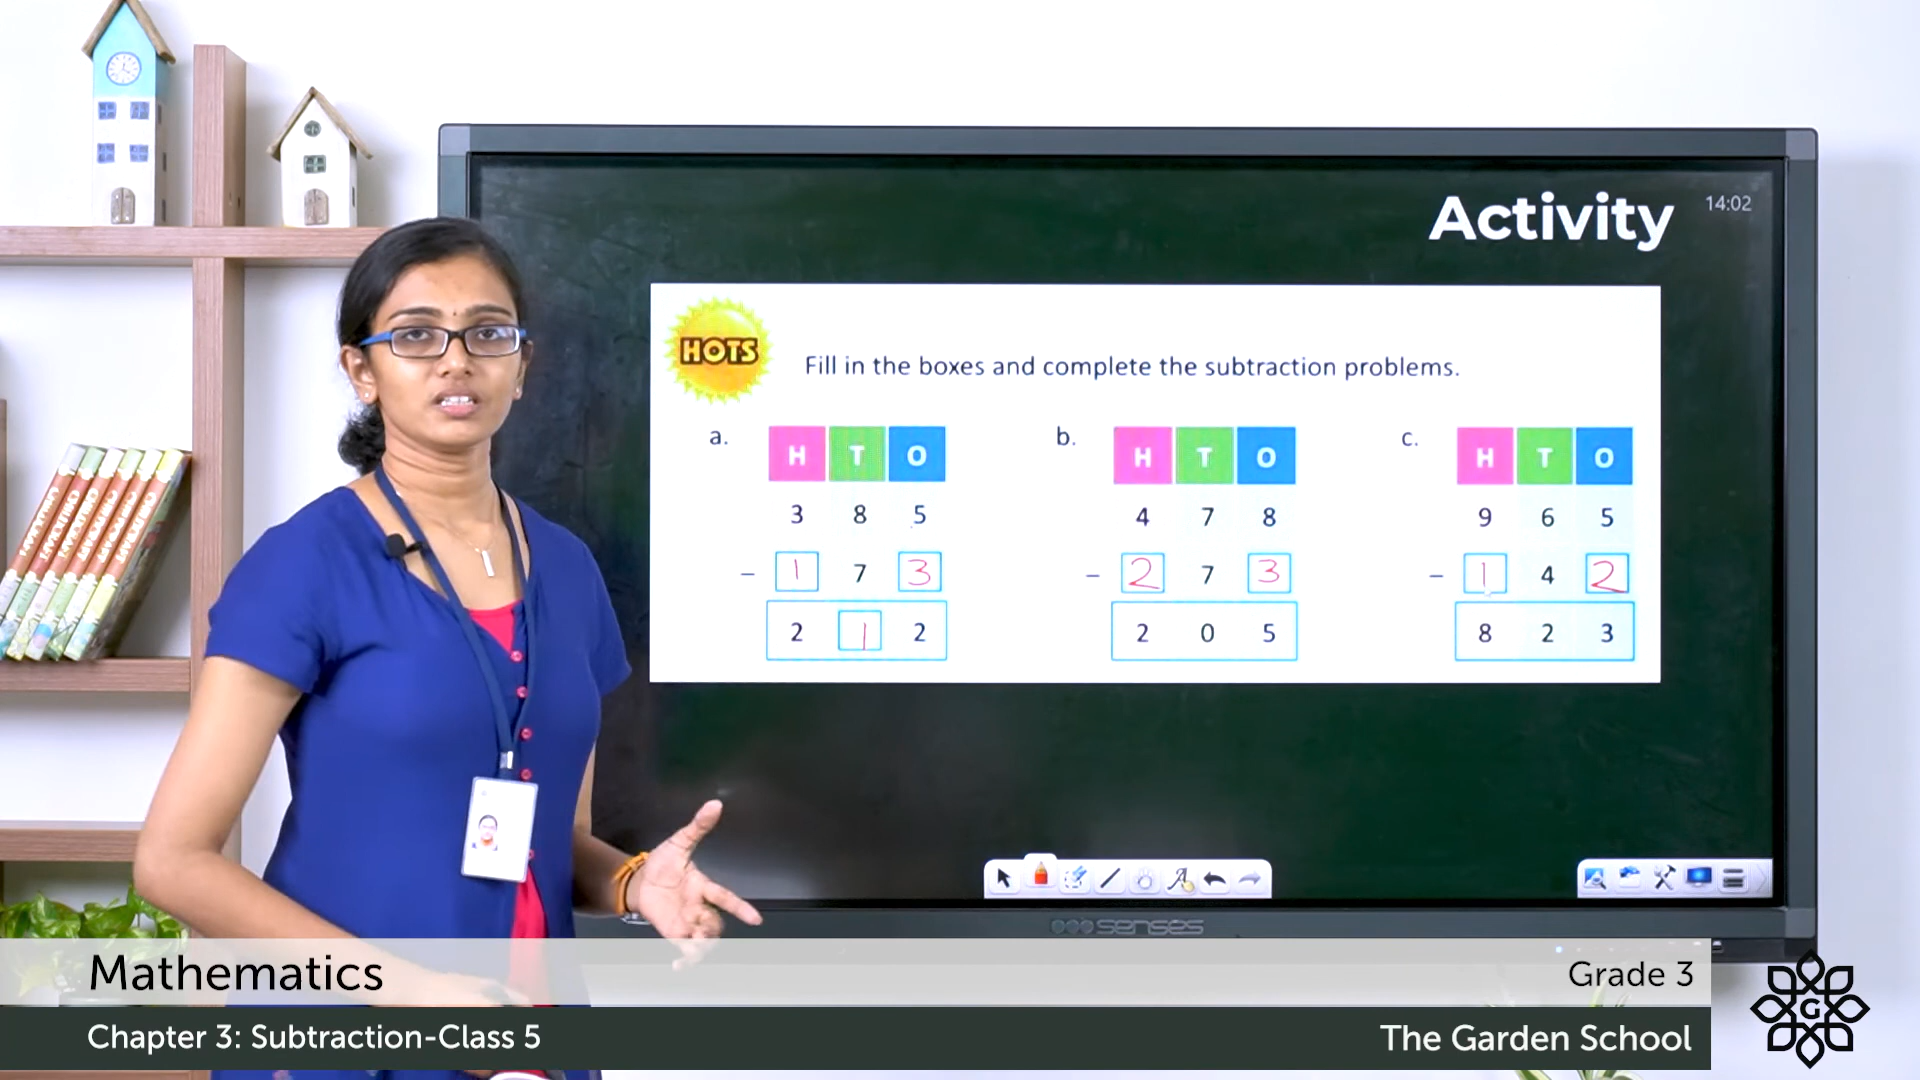 Activity
14:02
HOTS
Fill in the boxes and complete the subtraction problems.
a. H T O
3 8 5
- 1 7 3
2 1 2
b. H T O
4 7 8
- 2 7 3
2 0 5
c. H T O
9 6 5
- 1 4 2
8 2 3
senses
Mathematics
Grade 3
Chapter 3: Subtraction-Class 5
The Garden School
G